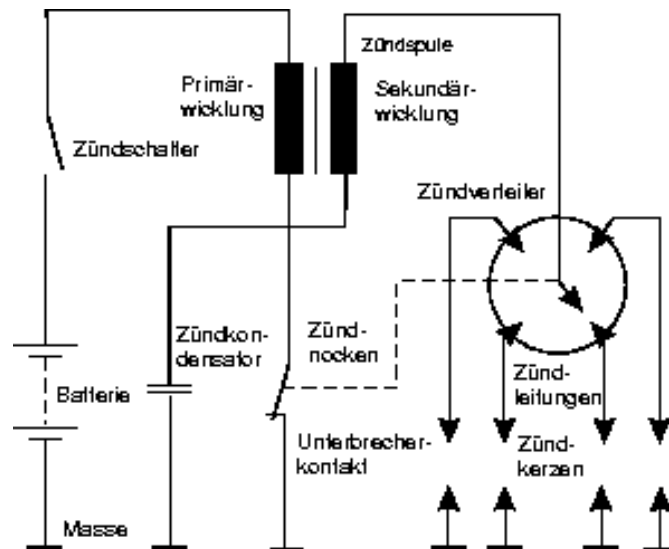 Zündspule
Primär-
wicklung
Sekundär-
wicklung
Zündschalter
Zündverteiler
Zündkon-
densator
Zünd-
nocken
Batterie
Zünd-
leitungen
Unterbrecher-
kontakt
Zünd-
kerzen
Masse